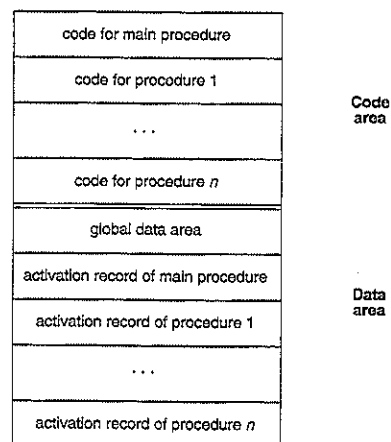 code for main procedure
code for procedure 1
...
code for procedure n
Code
area
global data area
activation record of main procedure
activation record of procedure 1
...
activation record of procedure n
Data
area